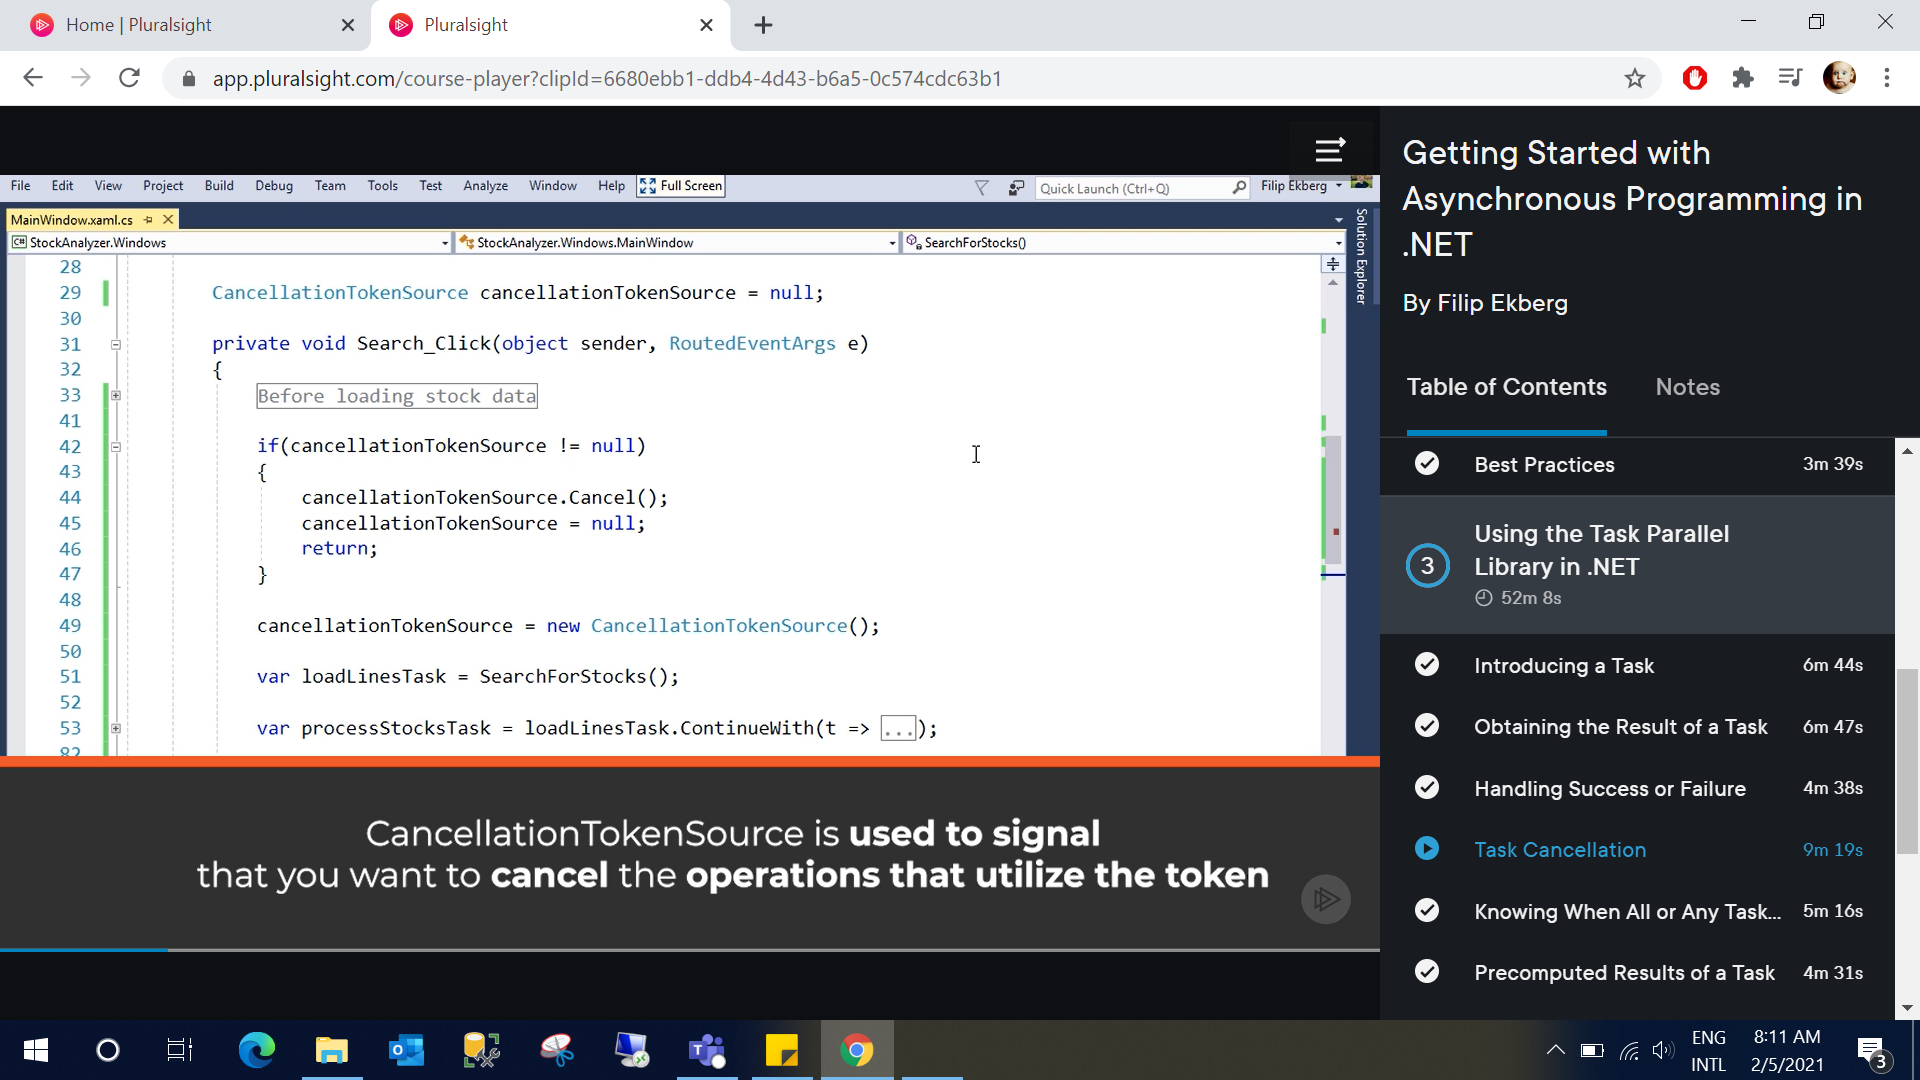 Home | Pluralsight
Pluralsight
app.pluralsight.com/course-player?clipId=6680ebb1-ddb4-4d43-b6a5-0c574cdc63b1
File Edit View Project Build Debug Team Tools Test Analyze Window Help Full Screen Quick Launch (Ctrl+Q) Filip Ekberg
MainWindow.xaml.cs
StockAnalyzer.Windows StockAnalyzer.Windows.MainWindow SearchForStocks()
Solution Explorer
28
29 CancellationTokenSource cancellationTokenSource = null;
30
31 private void Search_Click(object sender, RoutedEventArgs e)
32 {
33 Before loading stock data
41
42 if(cancellationTokenSource != null)
43 {
44 cancellationTokenSource.Cancel();
45 cancellationTokenSource = null;
46 return;
47 }
48
49 cancellationTokenSource = new CancellationTokenSource();
50
51 var loadLinesTask = SearchForStocks();
52
53 var processStocksTask = loadLinesTask.ContinueWith(t => ...);
82
CancellationTokenSource is used to signal
that you want to cancel the operations that utilize the token
Getting Started with
Asynchronous Programming in
.NET
By Filip Ekberg
Table of Contents Notes
Best Practices 3m 39s
3 Using the Task Parallel
Library in .NET
52m 8s
Introducing a Task 6m 44s
Obtaining the Result of a Task 6m 47s
Handling Success or Failure 4m 38s
Task Cancellation 9m 19s
Knowing When All or Any Task... 5m 16s
Precomputed Results of a Task 4m 31s
ENG
INTL
8:11 AM
2/5/2021
3